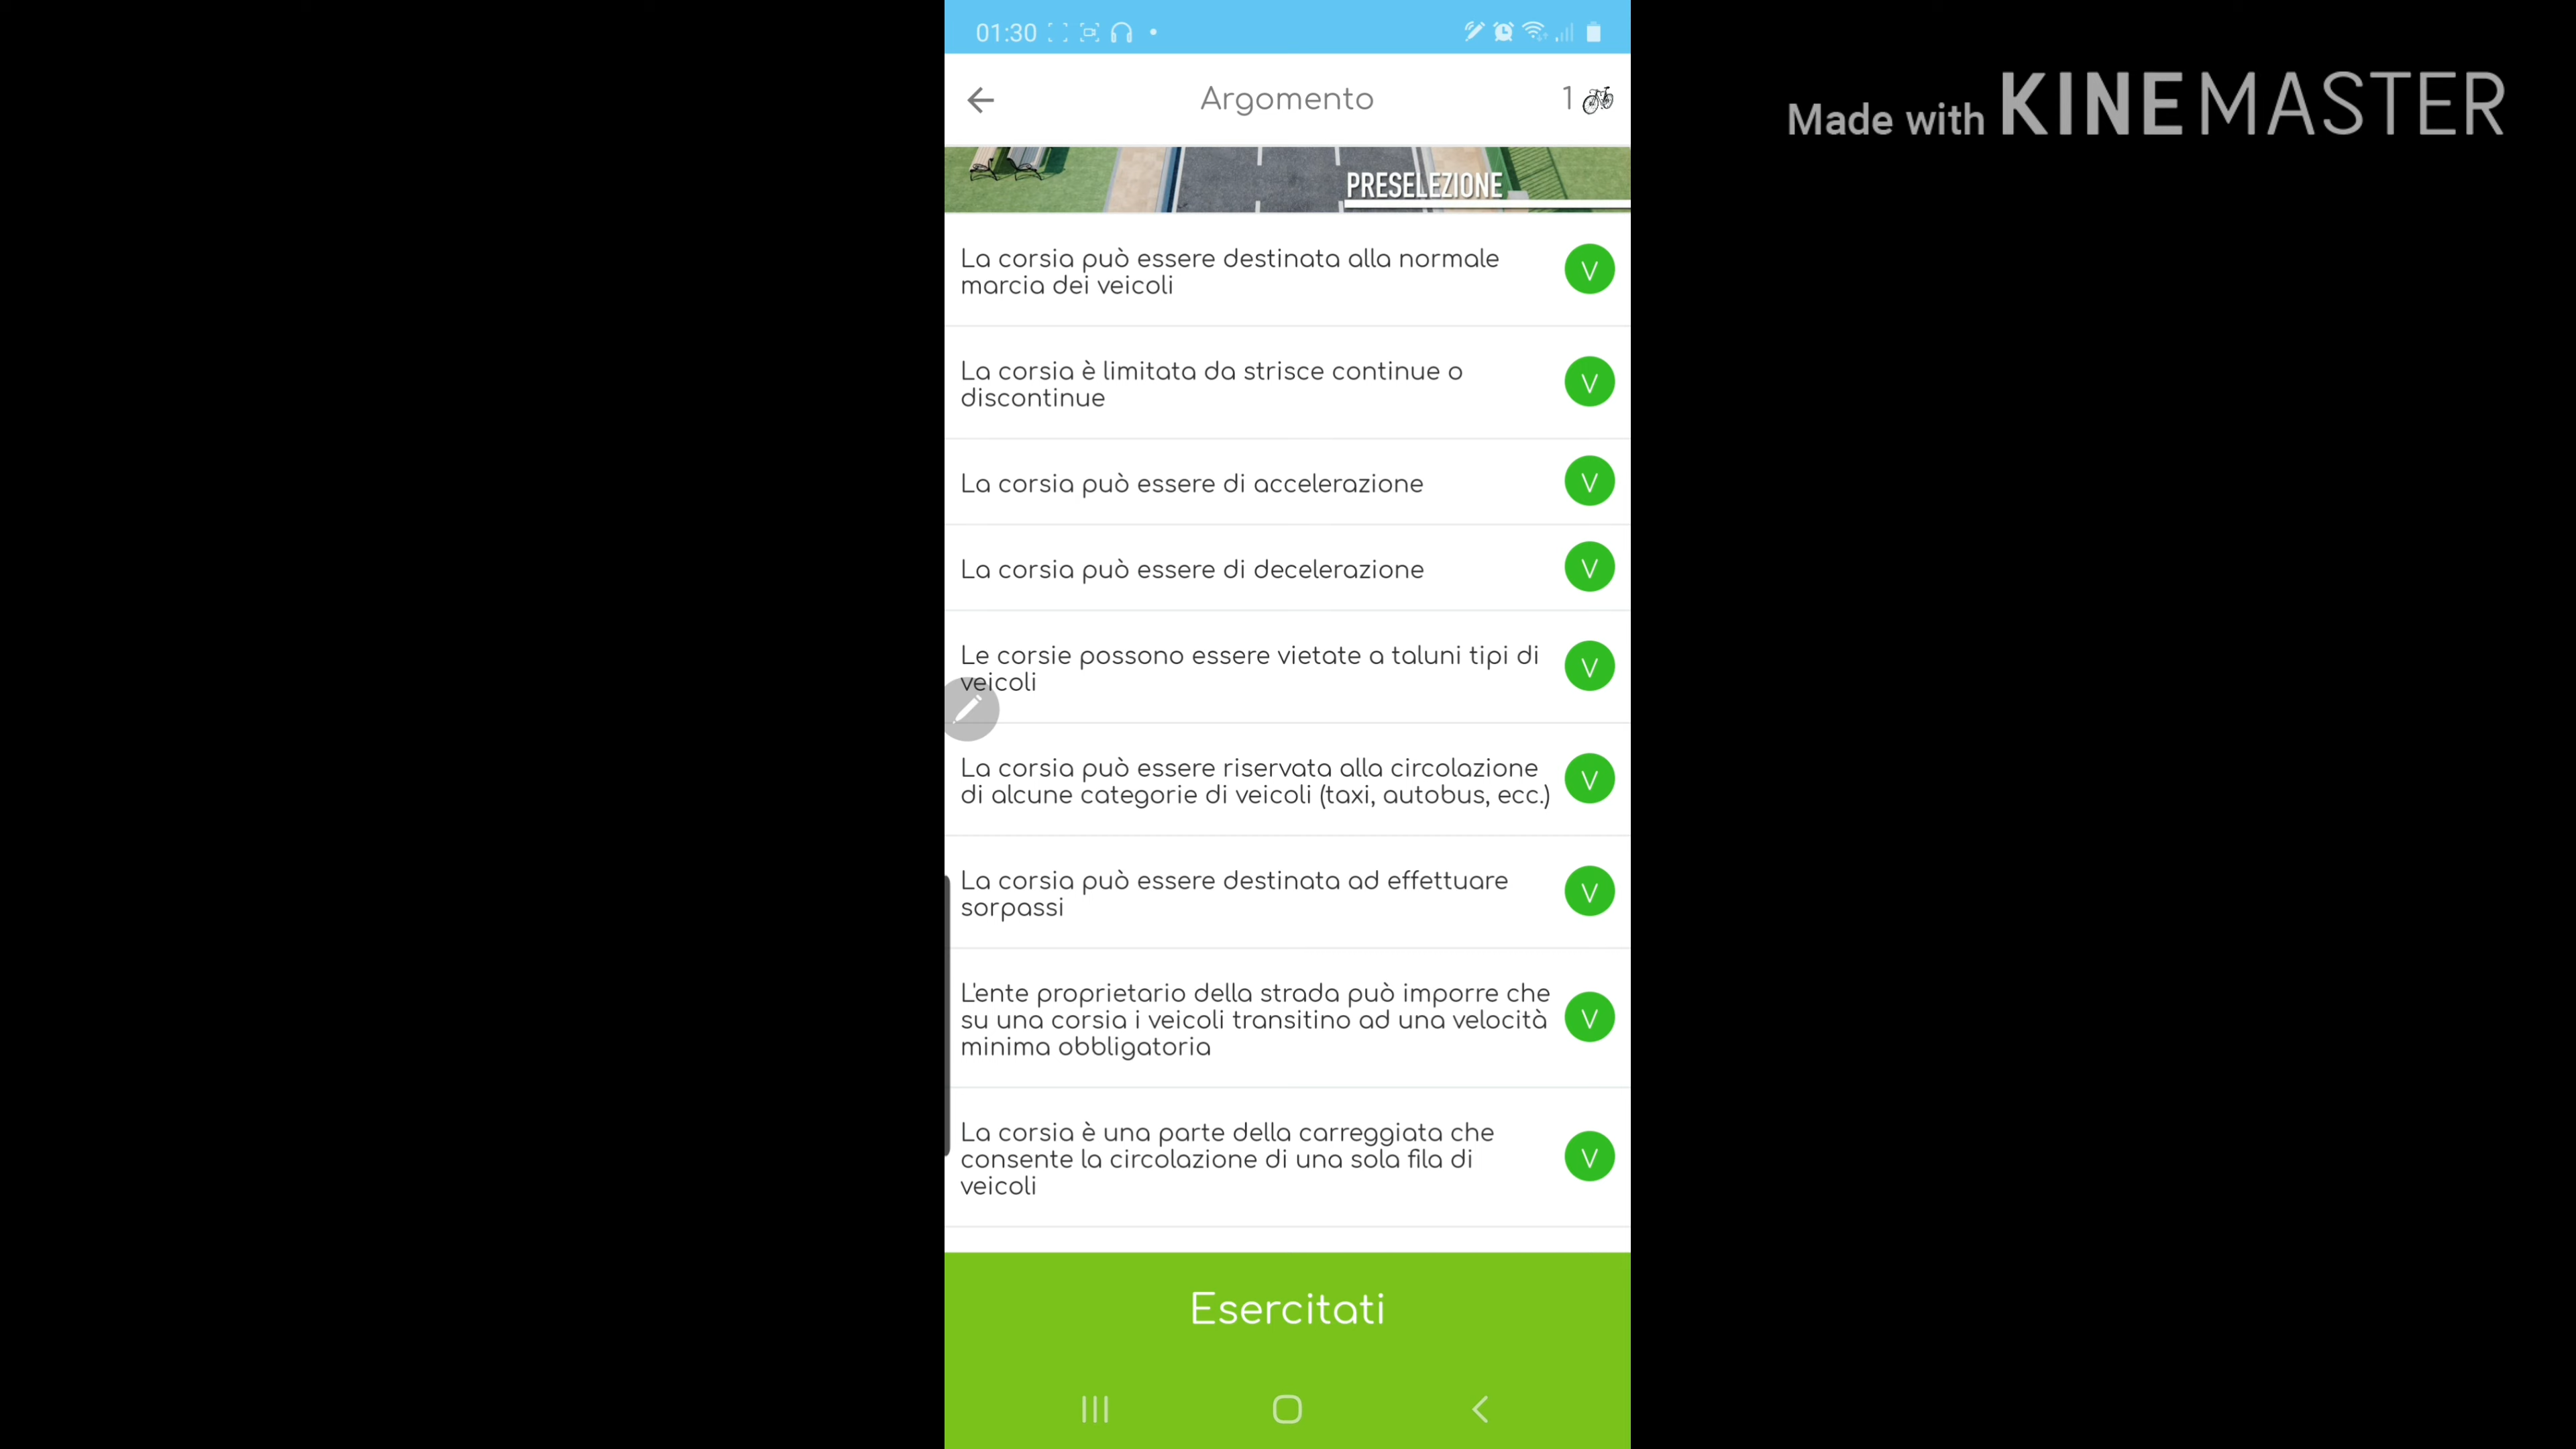 01:30
Made with KINEMASTER
Argomento
1
PRESELEZIONE
La corsia può essere destinata alla normale
marcia dei veicoli
V
La corsia è limitata da strisce continue o
discontinue
V
La corsia può essere di accelerazione
V
La corsia può essere di decelerazione
V
Le corsie possono essere vietate a taluni tipi di
veicoli
V
La corsia può essere riservata alla circolazione
di alcune categorie di veicoli (taxi, autobus, ecc.)
V
La corsia può essere destinata ad effettuare
sorpassi
V
L'ente proprietario della strada può imporre che
su una corsia i veicoli transitino ad una velocità
minima obbligatoria
V
La corsia è una parte della carreggiata che
consente la circolazione di una sola fila di
veicoli
V
Esercitati